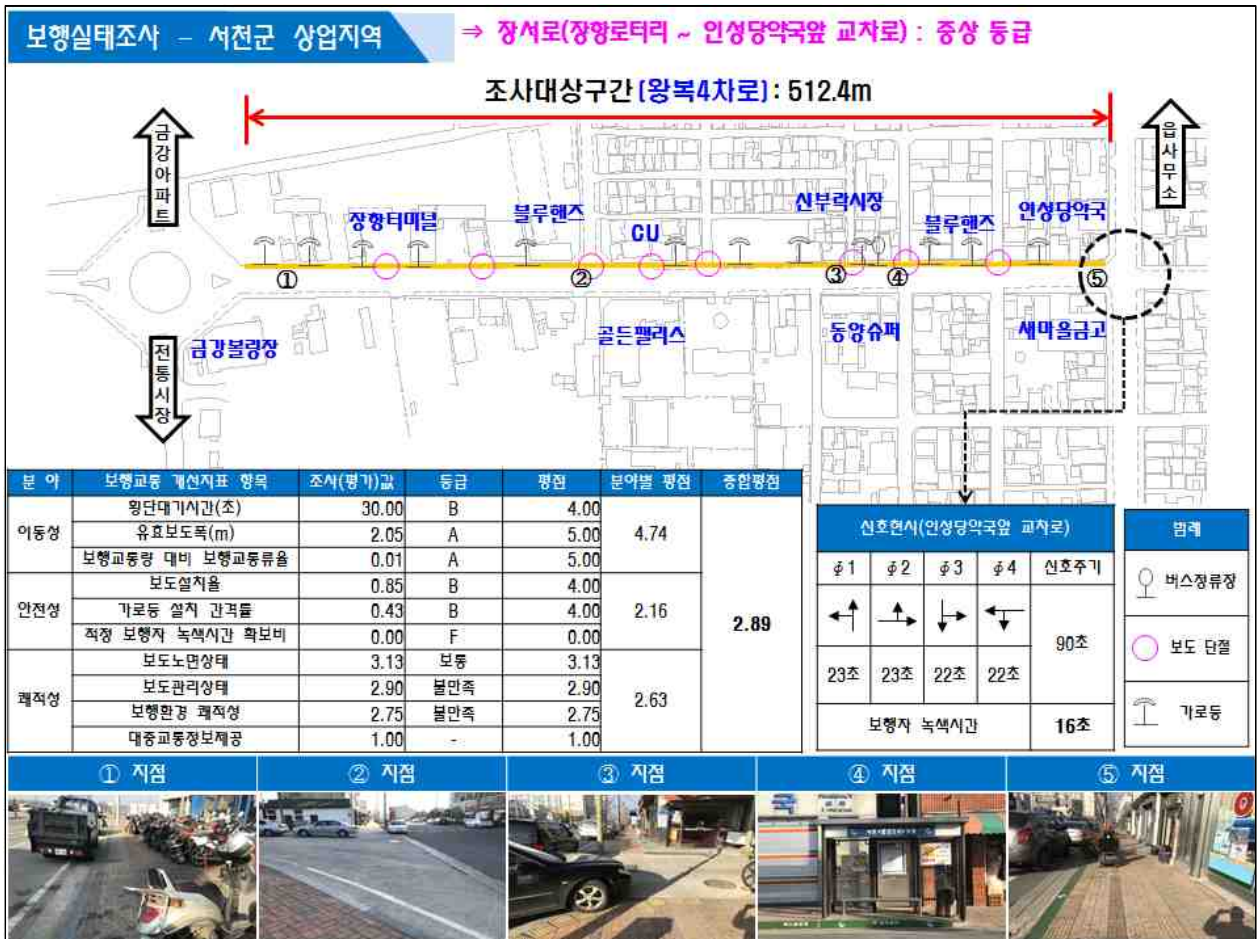 보행실태조사 - 서천군 상업지역
⇒ 장서로(장항로터리 ~ 인성당약국앞 교차로) : 중상 등급
조사대상구간(왕복4차로) : 512.4m
금강아파트
읍사무소
장항터미널
블루핸즈
CU
신부락시장
블루핸즈
인성당약국
① ② ③ ④ ⑤
금강볼링장
골든팰리스
동양슈퍼
새마을금고
전통시장
분 야 보행교통 개선지표 항목 조사(평가)값 등급 평점 분야별 평점 종합평점
이동성 횡단대기시간(초) 30.00 B 4.00 4.74 2.89
유효보도폭(m) 2.05 A 5.00
보행교통량 대비 보행교통류율 0.01 A 5.00
안전성 보도설치율 0.85 B 4.00 2.16
가로등 설치 간격률 0.43 B 4.00
적정 보행자 녹색시간 확보비 0.00 F 0.00
쾌적성 보도노면상태 3.13 보통 3.13 2.63
보도관리상태 2.90 불만족 2.90
보행환경 쾌적성 2.75 불만족 2.75
대중교통정보제공 1.00 - 1.00
신호현시(인성당약국앞 교차로)
ϕ1 ϕ2 ϕ3 ϕ4 신호주기
90초
23초 23초 22초 22초
보행자 녹색시간 16초
범례
버스정류장
보도 단절
가로등
① 지점 ② 지점 ③ 지점 ④ 지점 ⑤ 지점